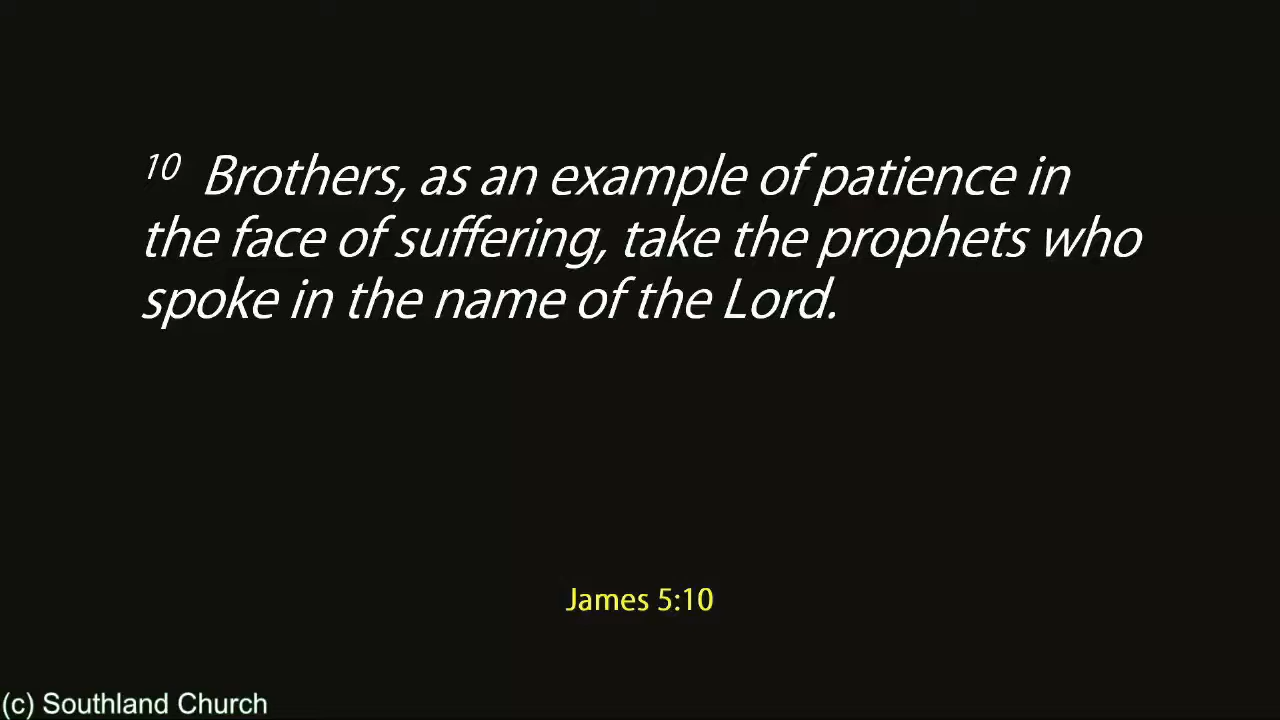 10 Brothers, as an example of patience in
the face of suffering, take the prophets who
spoke in the name of the Lord.
James 5:10
(c) Southland Church